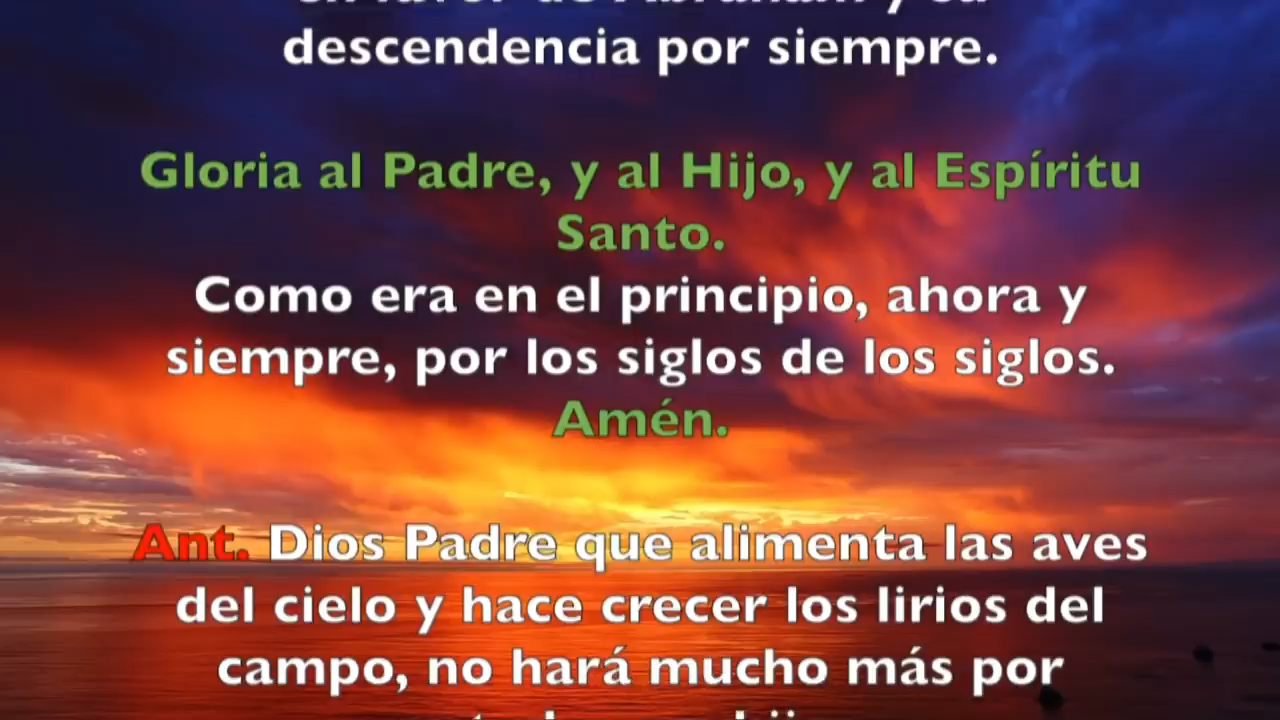 descendencia por siempre.
Gloria al Padre, y al Hijo, y al Espíritu
Santo.
Como era en el principio, ahora y
siempre, por los siglos de los siglos.
Amén.
Ant. Dios Padre que alimenta las aves
del cielo y hace crecer los lirios del
campo, no hará mucho más por